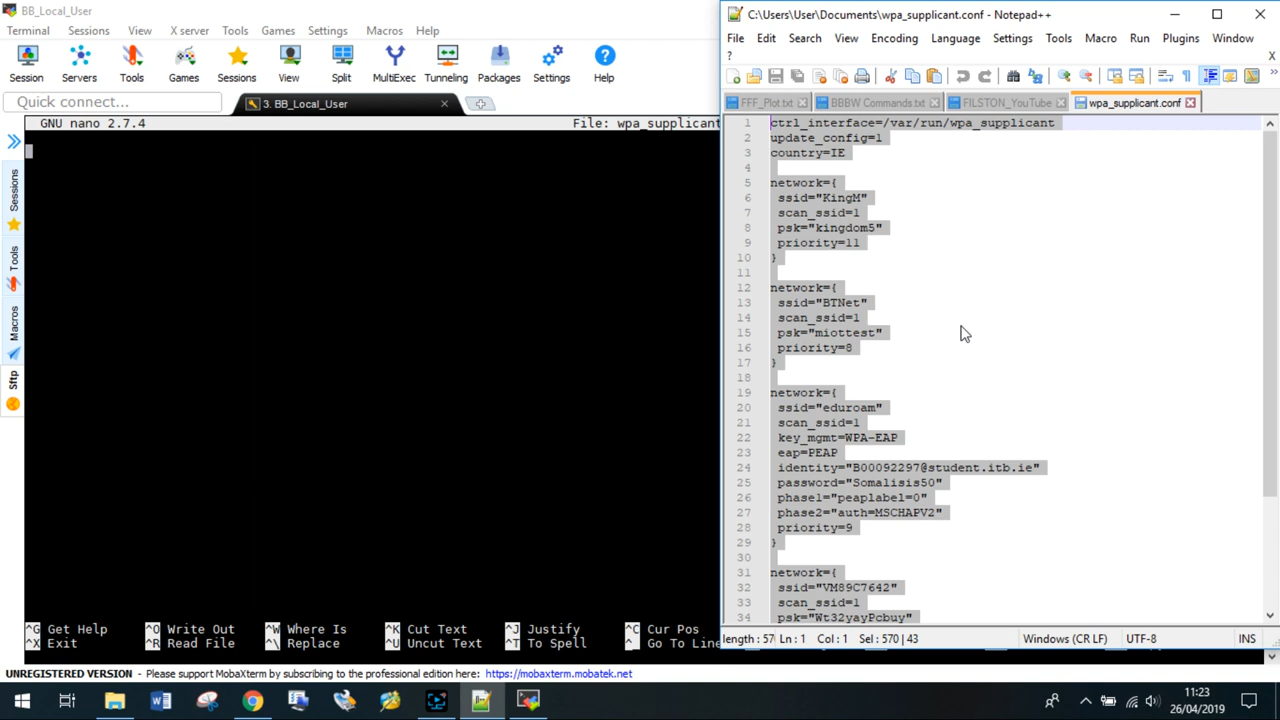 BB_Local_User
Terminal Sessions View X server Tools Games Settings Macros Help
Session Servers Tools Games Sessions View Split MultiExec Tunneling Packages Settings Help
Quick connect...
3. BB_Local_User
GNU nano 2.7.4 File: wpa_supplicant
Sessions
Tools
Macros
Sftp
^G Get Help ^O Write Out ^W Where Is ^K Cut Text ^J Justify ^C Cur Pos
^X Exit ^R Read File ^\ Replace ^U Uncut Text ^T To Spell Go To Line
UNREGISTERED VERSION - Please support MobaXterm by subscribing to the professional edition here: https://mobaxterm.mobatek.net
C:\Users\User\Documents\wpa_supplicant.conf - Notepad++
File Edit Search View Encoding Language Settings Tools Macro Run Plugins Window
? X
FFF_Plot.txt BBBW Commands.txt FILSTON_YouTube wpa_supplicant.conf
1 ctrl_interface=/var/run/wpa_supplicant
2 update_config=1
3 country=IE
4
5 network={
6 ssid="KingM"
7 scan_ssid=1
8 psk="kingdom5"
9 priority=11
10 }
11
12 network={
13 ssid="BTNet"
14 scan_ssid=1
15 psk="miottest"
16 priority=8
17 }
18
19 network={
20 ssid="eduroam"
21 scan_ssid=1
22 key_mgmt=WPA-EAP
23 eap=PEAP
24 identity="B00092297@student.itb.ie"
25 password="Somalisis50"
26 phase1="peaplabel=0"
27 phase2="auth=MSCHAPV2"
28 priority=9
29 }
30
31 network={
32 ssid="VM89C7642"
33 scan_ssid=1
34 psk="Wt32yayPcbuy"
length : 57 Ln : 1 Col : 1 Sel : 570 | 43 Windows (CR LF) UTF-8 INS
11:23
26/04/2019